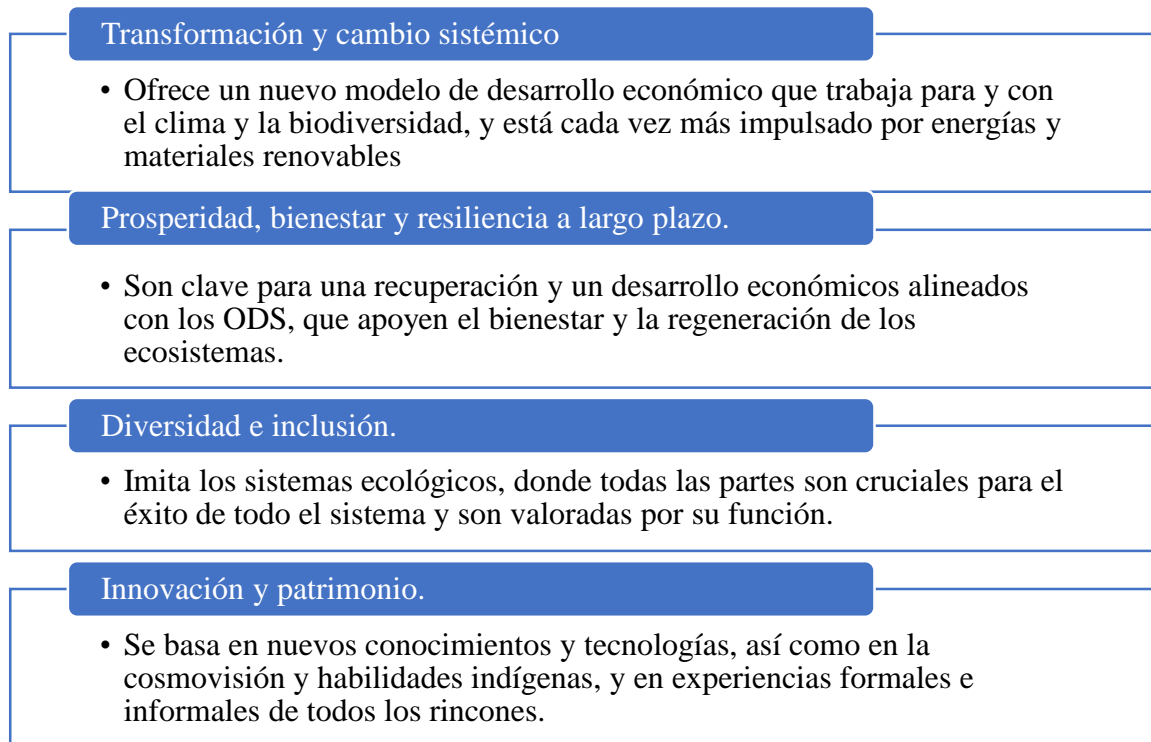 Transformación y cambio sistémico
• Ofrece un nuevo modelo de desarrollo económico que trabaja para y con
el clima y la biodiversidad, y está cada vez más impulsado por energías y
materiales renovables
Prosperidad, bienestar y resiliencia a largo plazo.
• Son clave para una recuperación y un desarrollo económicos alineados
con los ODS, que apoyen el bienestar y la regeneración de los
ecosistemas.
Diversidad e inclusión.
• Imita los sistemas ecológicos, donde todas las partes son cruciales para el
éxito de todo el sistema y son valoradas por su función.
Innovación y patrimonio.
• Se basa en nuevos conocimientos y tecnologías, así como en la
cosmovisión y habilidades indígenas, y en experiencias formales e
informales de todos los rincones.